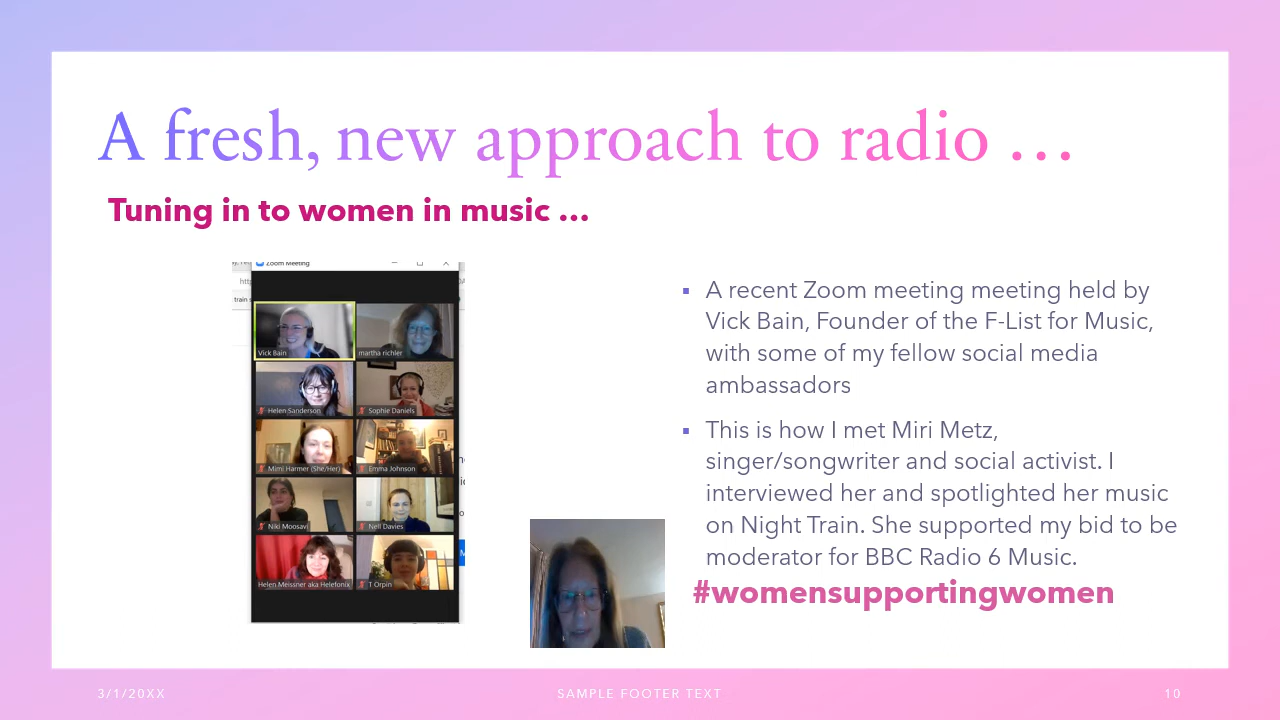 A fresh, new approach to radio …
Tuning in to women in music …
Zoom Meeting
train s
Vick Bain
martha richler
Helen Sanderson
Sophie Daniels
Mimi Harmer (She/Her)
Emma Johnson
Niki Moosavi
Nell Davies
Helen Meissner aka Helefonix
T Orpin
▪ A recent Zoom meeting meeting held by
Vick Bain, Founder of the F-List for Music,
with some of my fellow social media
ambassadors
▪ This is how I met Miri Metz,
singer/songwriter and social activist. I
interviewed her and spotlighted her music
on Night Train. She supported my bid to be
moderator for BBC Radio 6 Music.
#womensupportingwomen
3/1/20XX
SAMPLE FOOTER TEXT
10